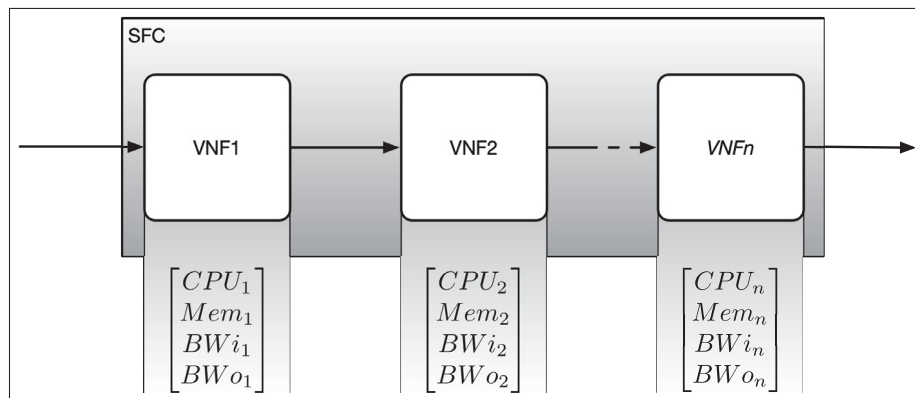 SFC
VNF1 VNF2 VNFn
CPU₁ CPU₂ CPUₙ
Mem₁ Mem₂ Memₙ
BWi₁ BWi₂ BWiₙ
BWo₁ BWo₂ BWoₙ